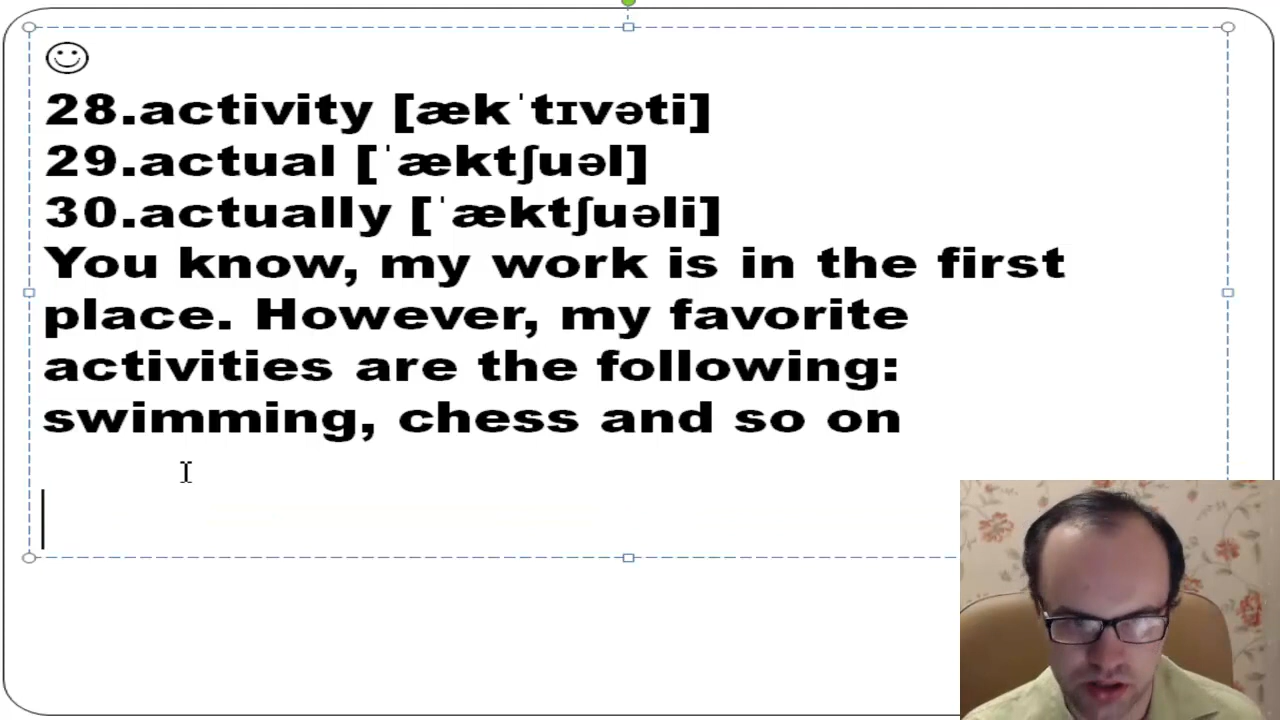 28.activity [ækˈtɪvəti]
29.actual [ˈæktʃuəl]
30.actually [ˈæktʃuəli]
You know, my work is in the first
place. However, my favorite
activities are the following:
swimming, chess and so on